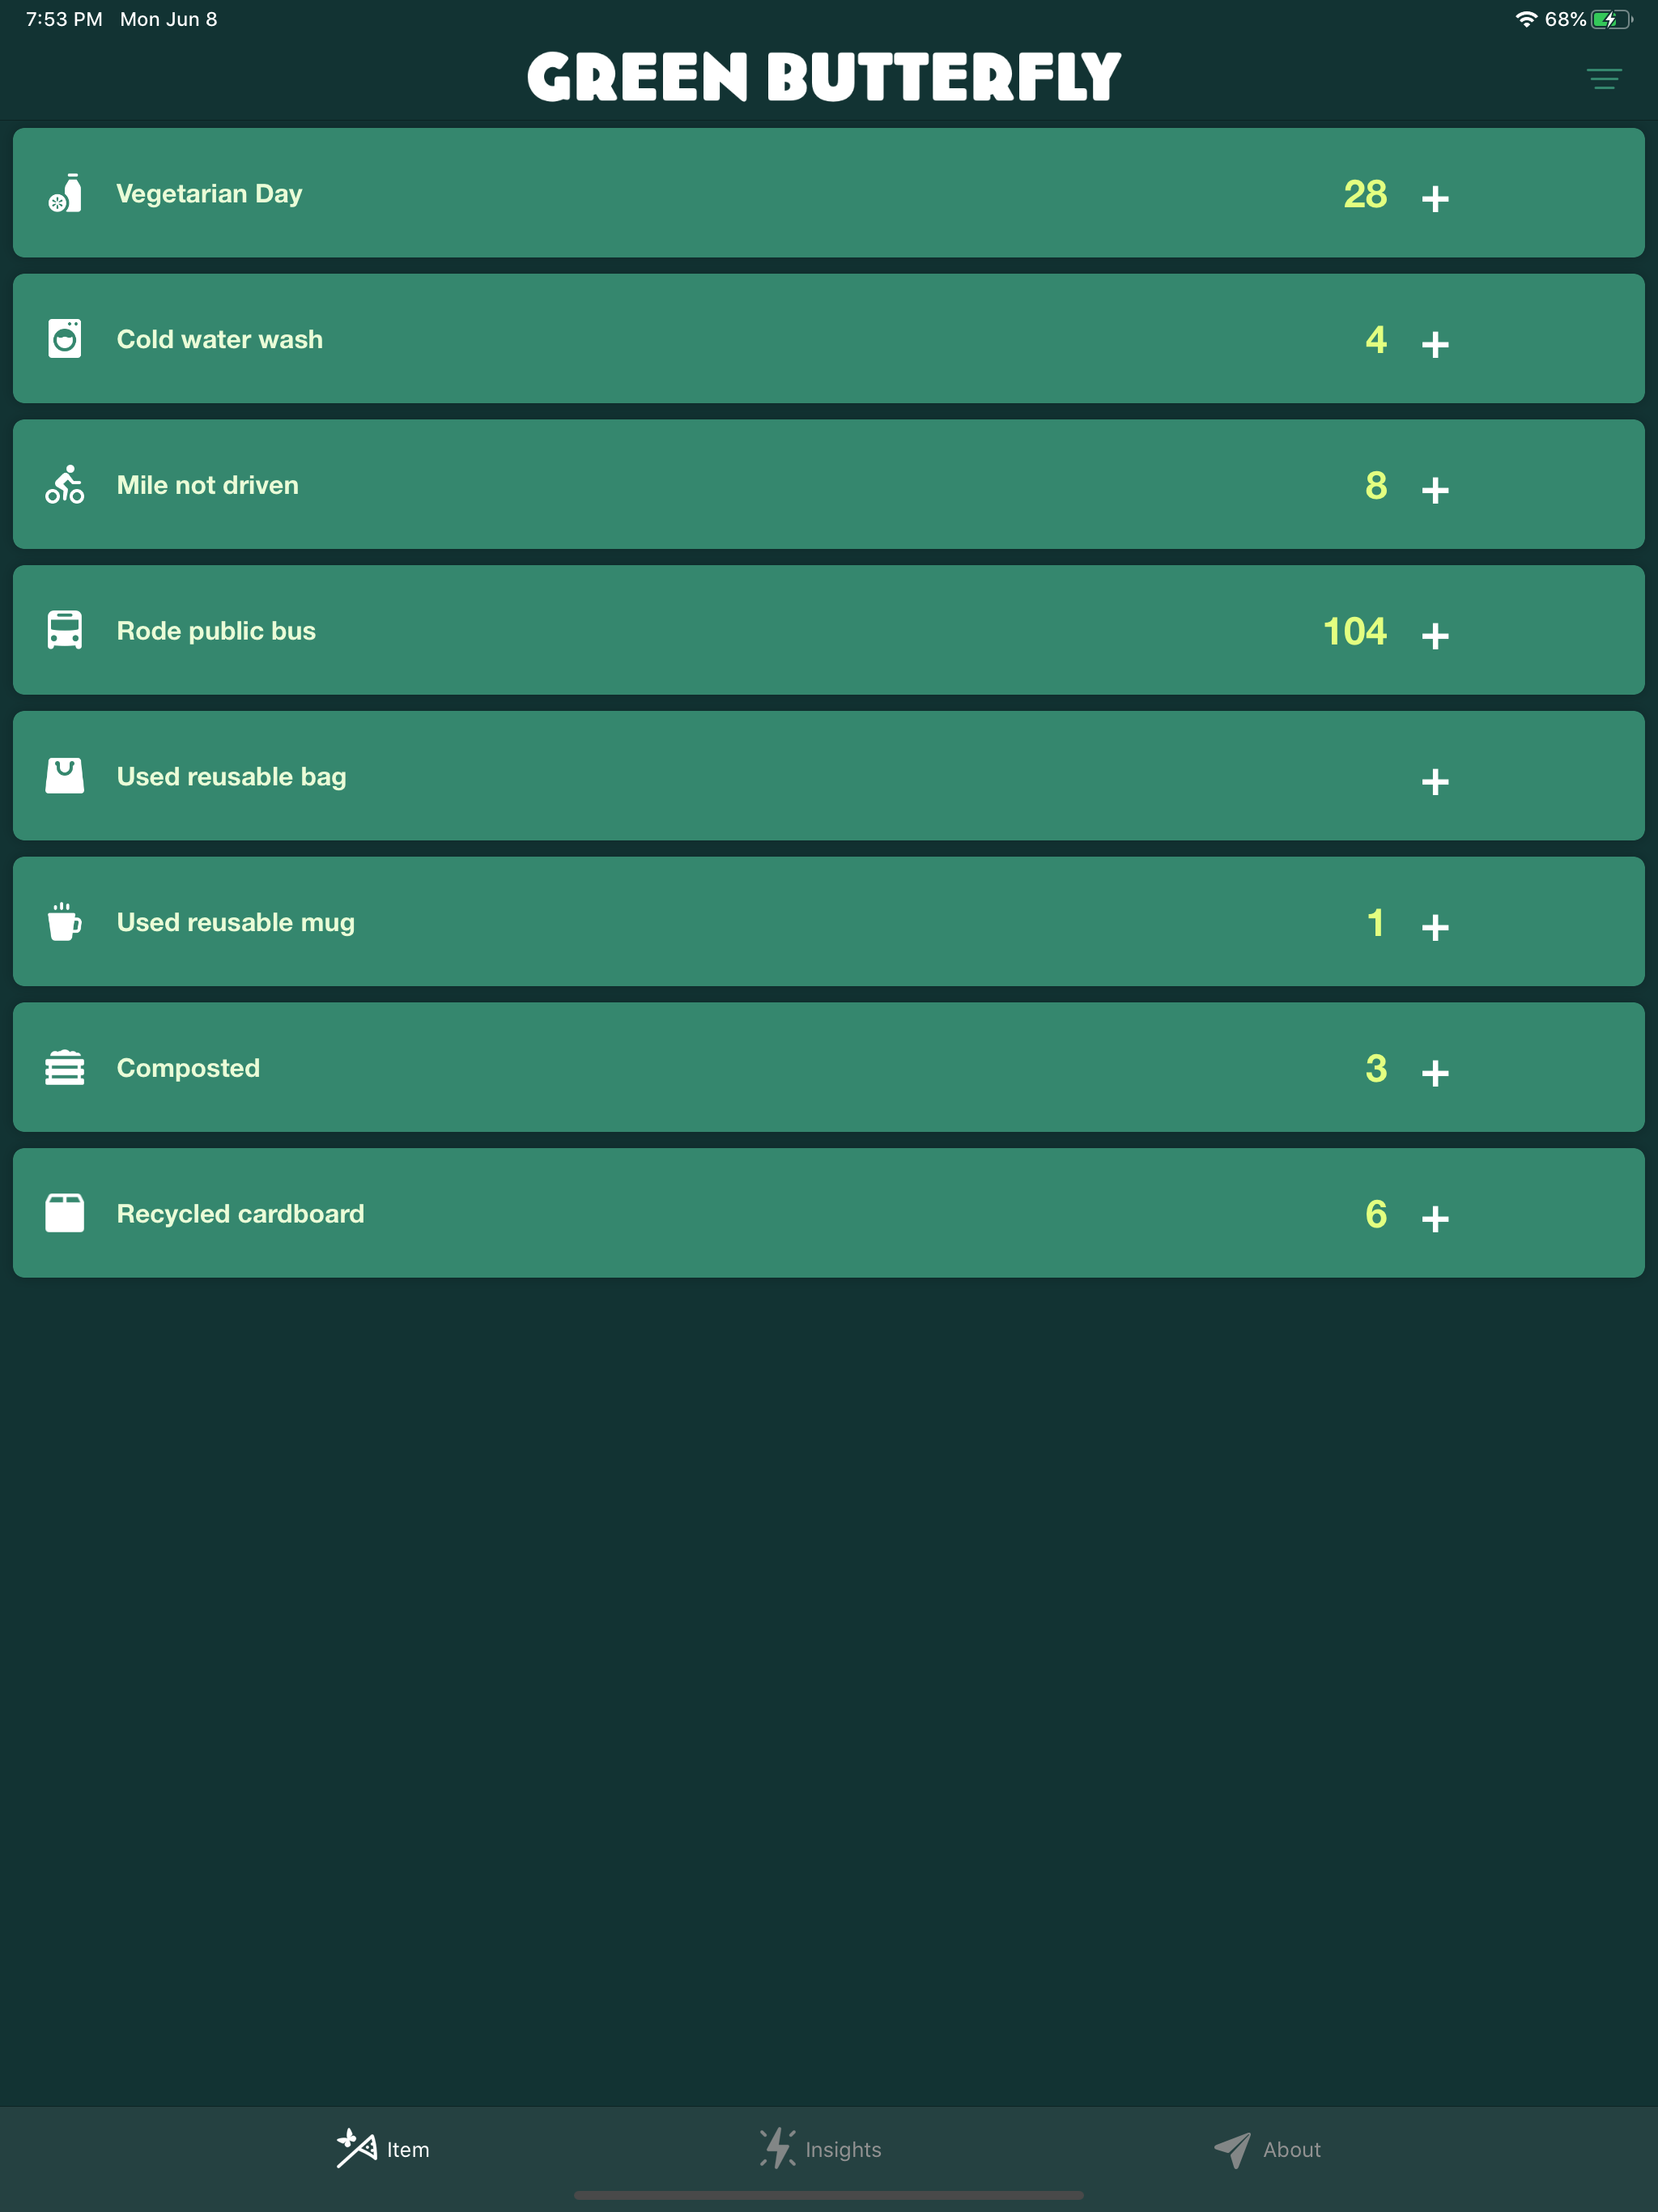 7:53 PM Mon Jun 8 68%
GREEN BUTTERFLY
Vegetarian Day 28 +
Cold water wash 4 +
Mile not driven 8 +
Rode public bus 104 +
Used reusable bag +
Used reusable mug 1 +
Composted 3 +
Recycled cardboard 6 +
Item Insights About